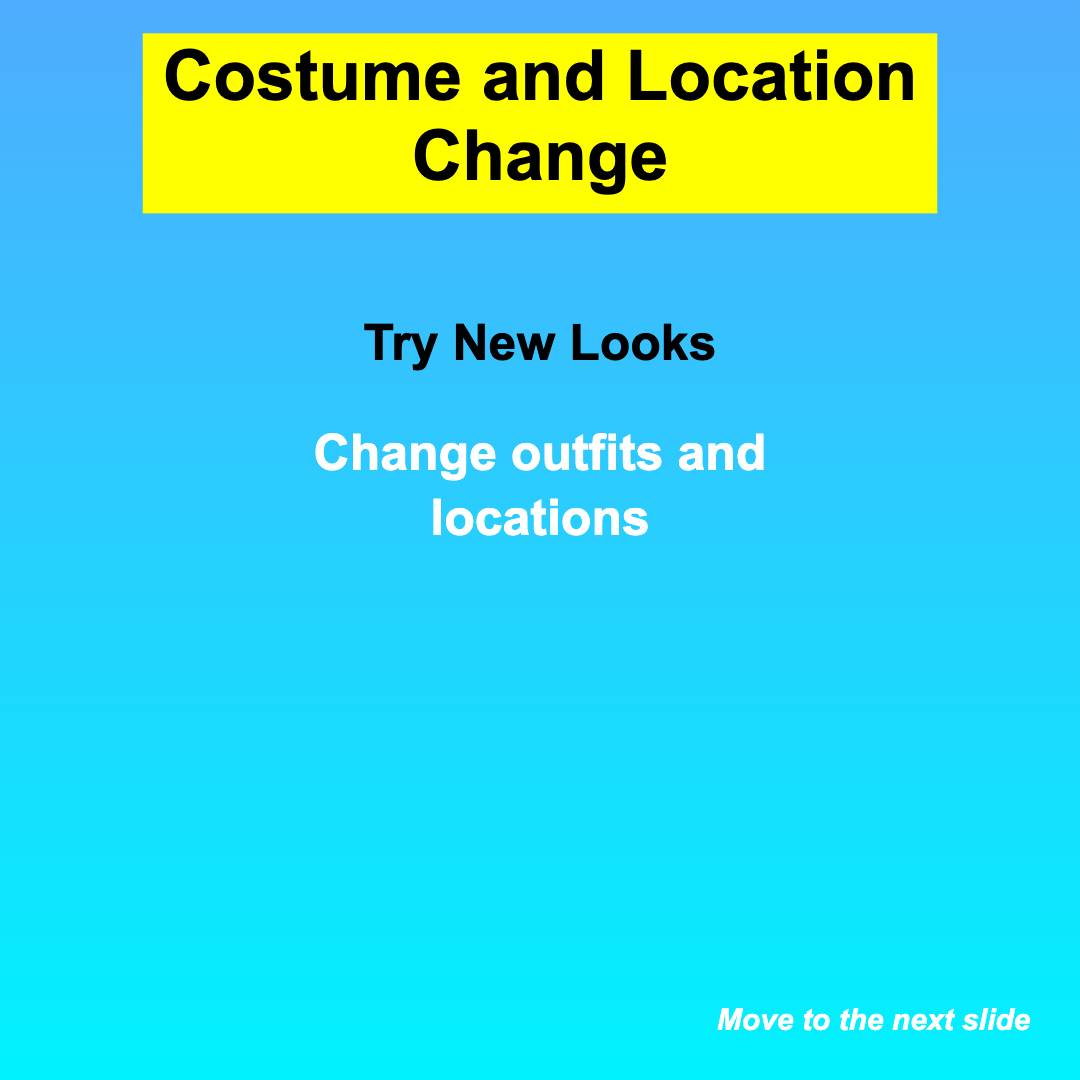 Costume and Location
Change
Try New Looks
Change outfits and
locations
Move to the next slide